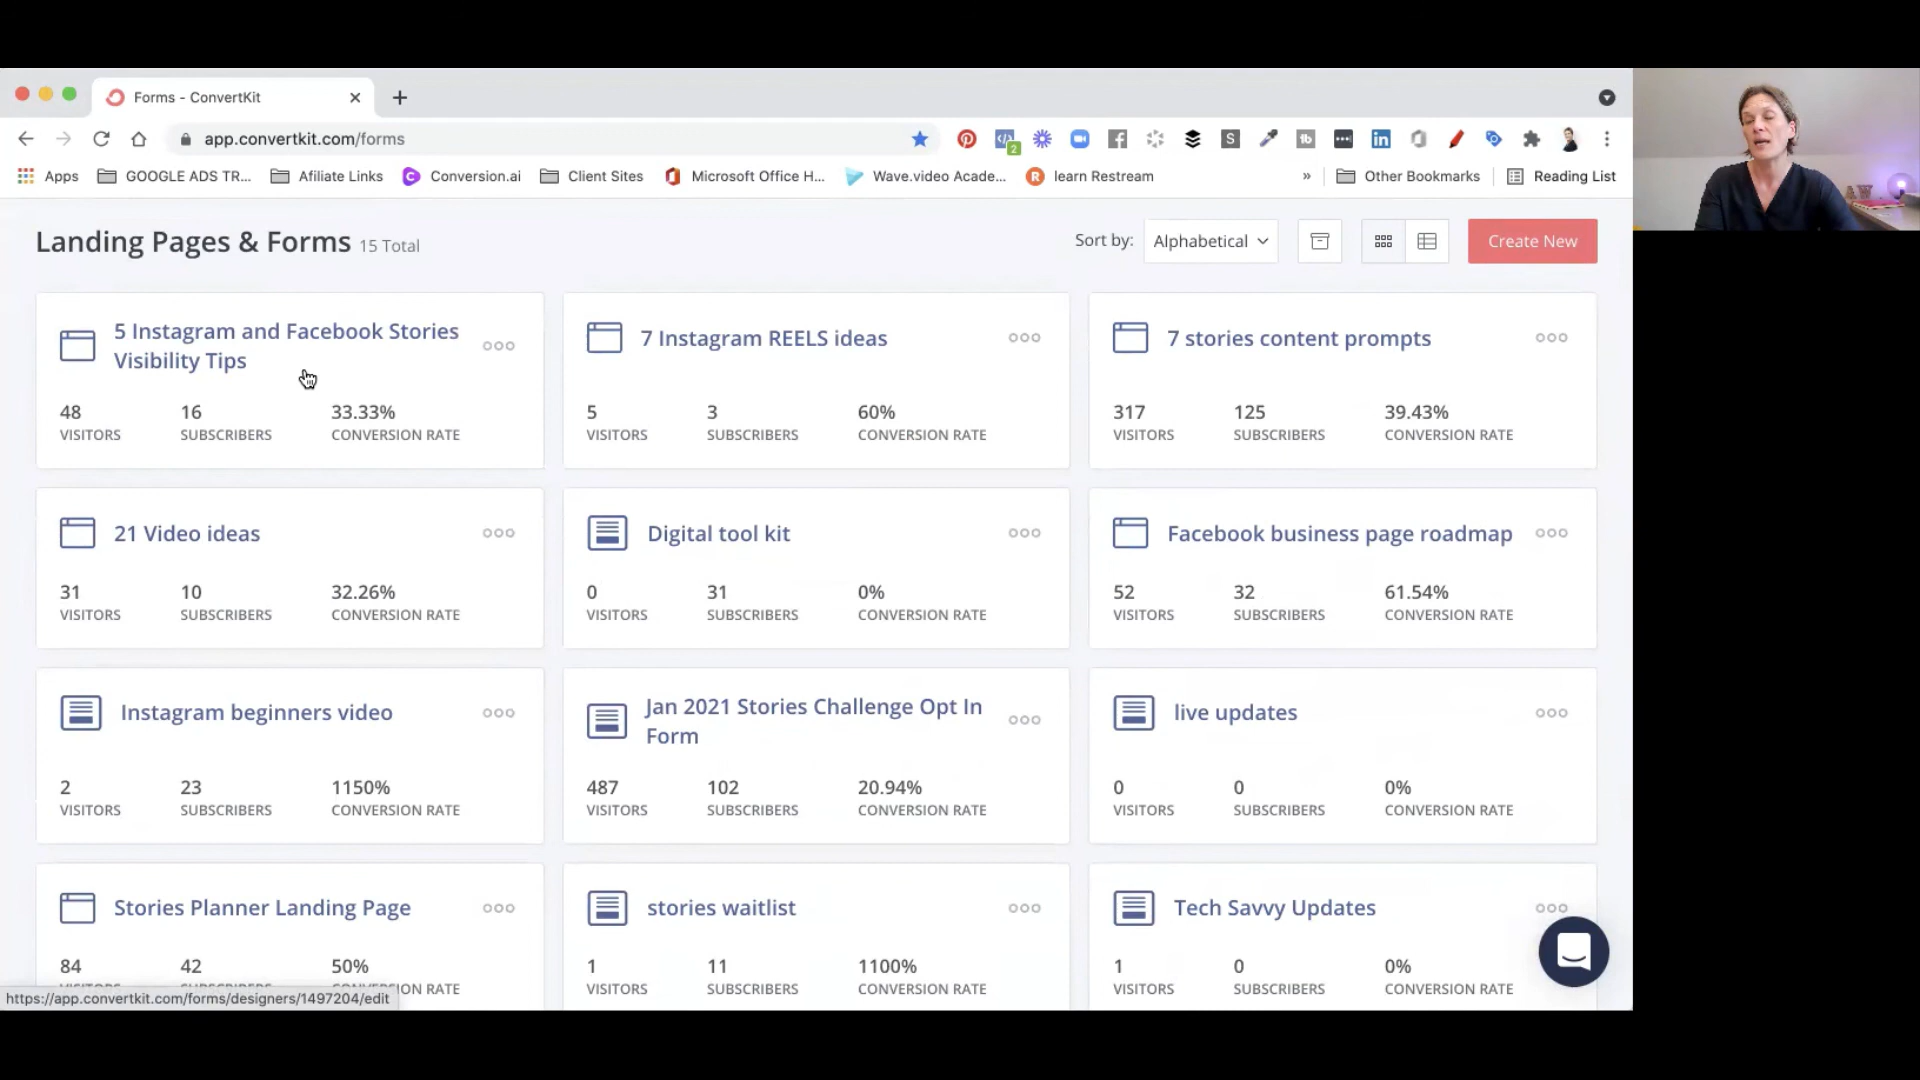 Forms - ConvertKit
app.convertkit.com/forms
2
S
tb
Apps
GOOGLE ADS TR...
Afiliate Links
C
Conversion.ai
Client Sites
Microsoft Office H...
Wave.video Acade...
R
learn Restream
»
Other Bookmarks
Reading List
Landing Pages & Forms 15 Total
Sort by:
Alphabetical
Create New
5 Instagram and Facebook Stories
Visibility Tips
48 16 33.33%
VISITORS SUBSCRIBERS CONVERSION RATE
7 Instagram REELS ideas
5 3 60%
VISITORS SUBSCRIBERS CONVERSION RATE
7 stories content prompts
317 125 39.43%
VISITORS SUBSCRIBERS CONVERSION RATE
21 Video ideas
31 10 32.26%
VISITORS SUBSCRIBERS CONVERSION RATE
Digital tool kit
0 31 0%
VISITORS SUBSCRIBERS CONVERSION RATE
Facebook business page roadmap
52 32 61.54%
VISITORS SUBSCRIBERS CONVERSION RATE
Instagram beginners video
2 23 1150%
VISITORS SUBSCRIBERS CONVERSION RATE
Jan 2021 Stories Challenge Opt In
Form
487 102 20.94%
VISITORS SUBSCRIBERS CONVERSION RATE
live updates
0 0 0%
VISITORS SUBSCRIBERS CONVERSION RATE
Stories Planner Landing Page
84 42 50%
VISITORS SUBSCRIBERS CONVERSION RATE
stories waitlist
1 11 1100%
VISITORS SUBSCRIBERS CONVERSION RATE
Tech Savvy Updates
1 0 0%
VISITORS SUBSCRIBERS CONVERSION RATE
https://app.convertkit.com/forms/designers/1497204/edit